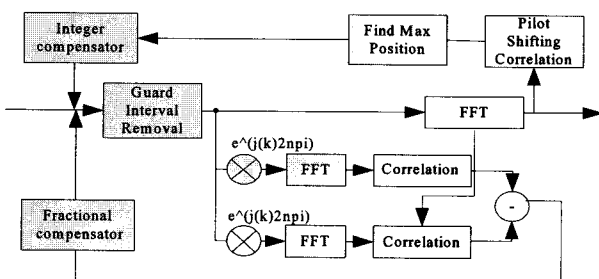 Integer
compensator
Find Max
Position
Pilot
Shifting
Correlation
Guard
Interval
Removal
FFT
e^(j(k)2npi)
FFT
Correlation
-
Fractional
compensator
e^(j(k)2npi)
FFT
Correlation